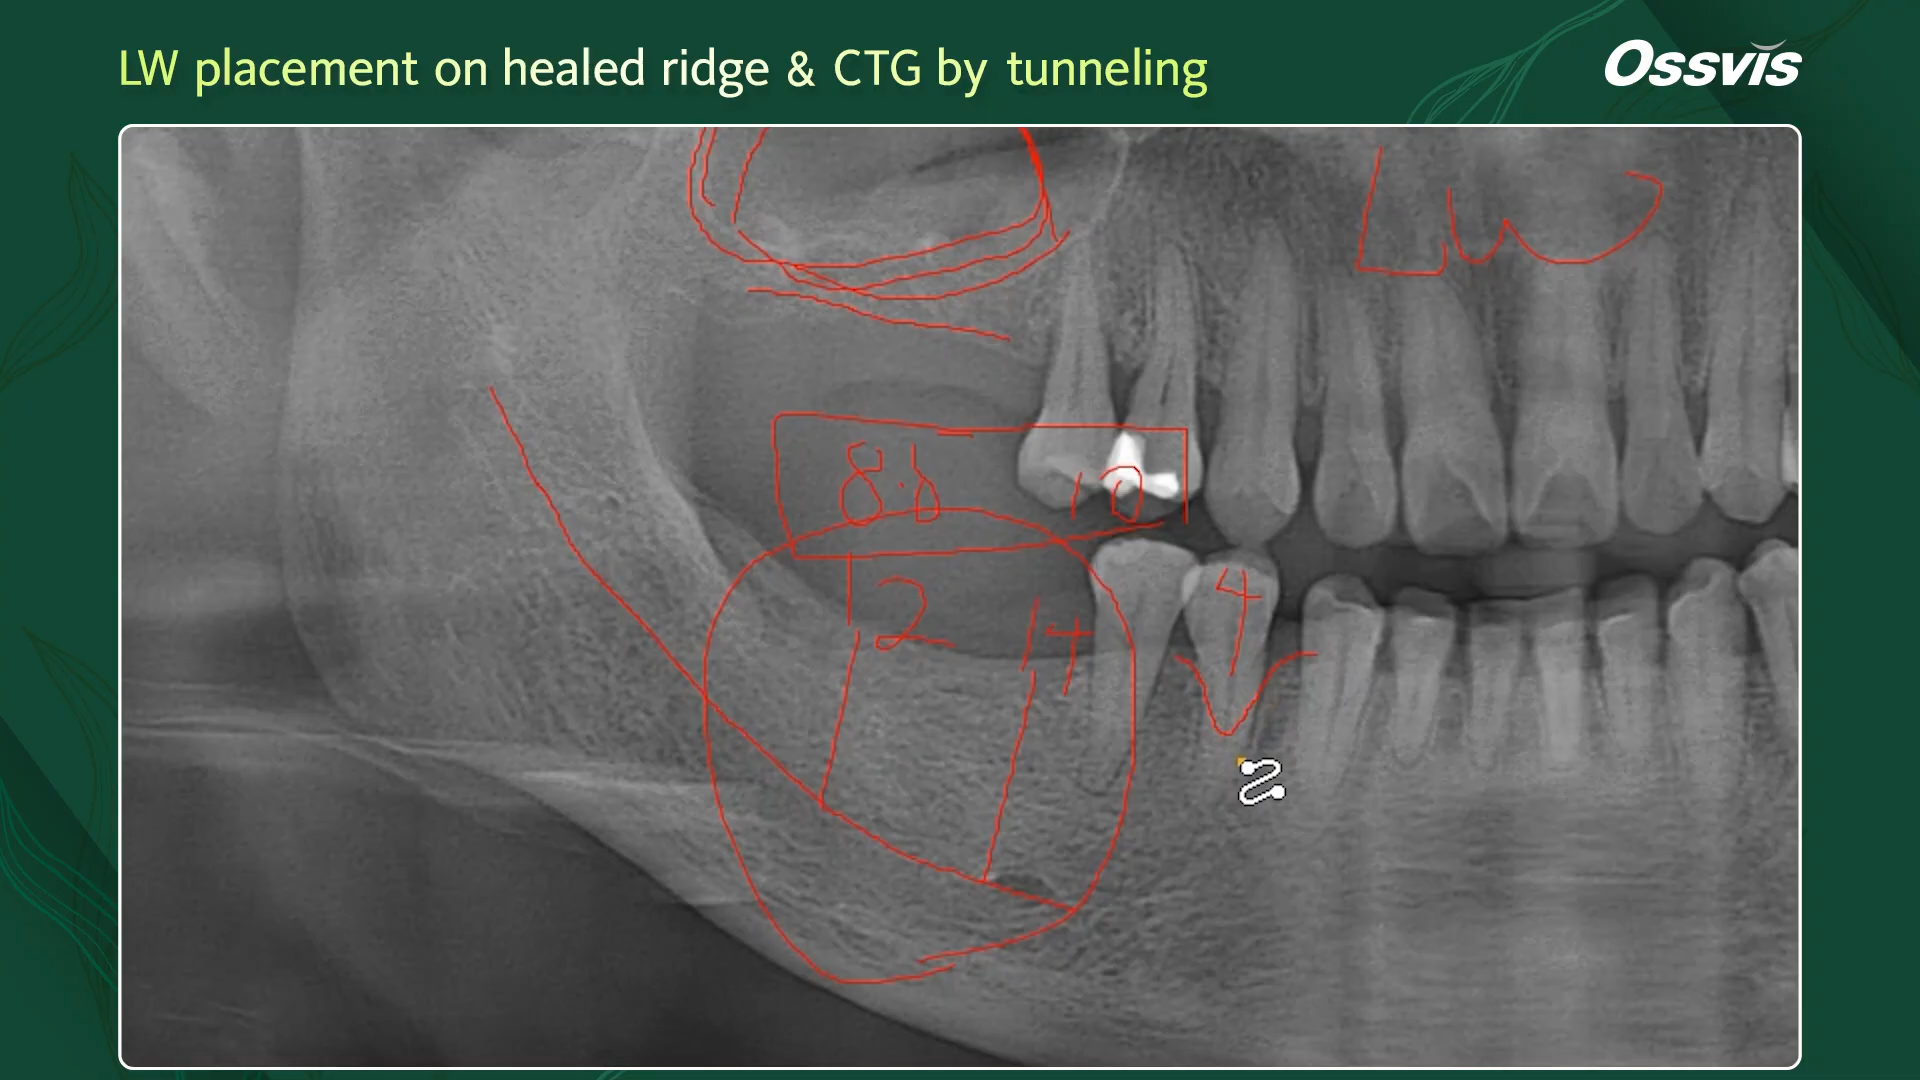 LW placement on healed ridge & CTG by tunneling
Ossvis
LW
8.6 10
12 14
4